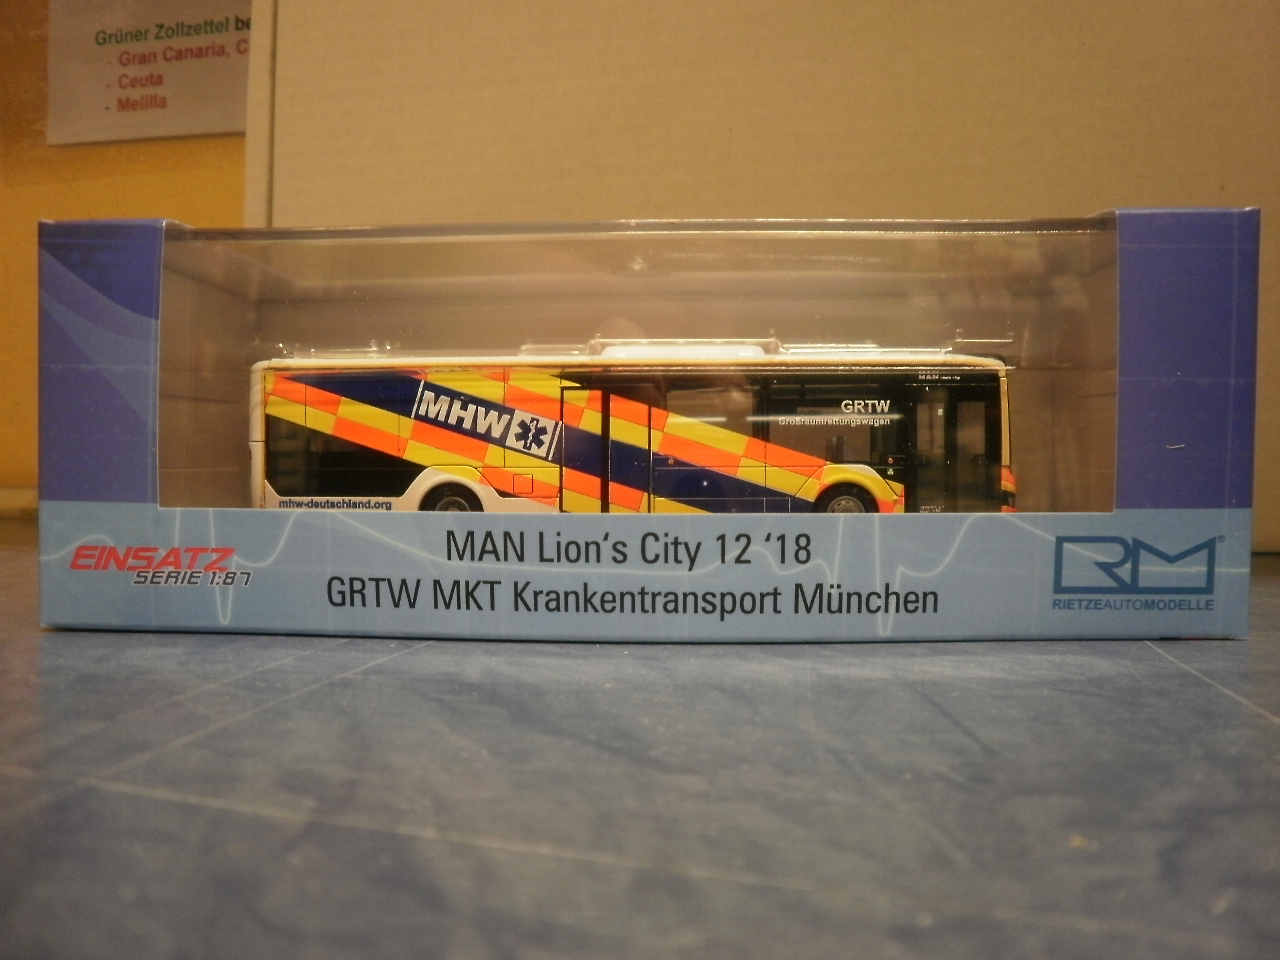 Grüner Zollzettel be
- Gran Canaria, C
- Ceuta
- Melilla
MAN
MHW
GRTW
Großraumrettungswagen
mhw-deutschland.org
EINSATZ
SERIE 1:87
MAN Lion‘s City 12 ‘18
GRTW MKT Krankentransport München
RM®
RIETZEAUTOMODELLE